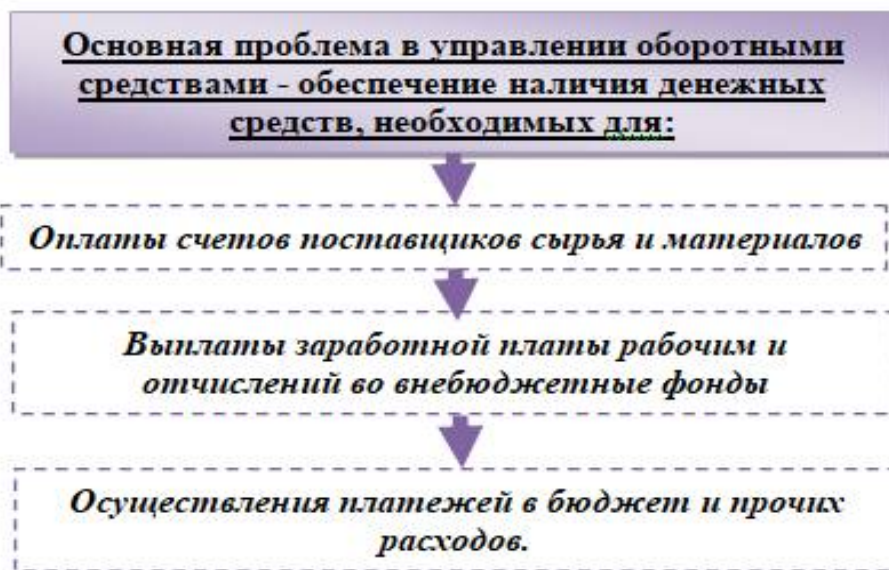 Основная проблема в управлении оборотными
средствами - обеспечение наличия денежных
средств, необходимых для:
Оплаты счетов поставщиков сырья и материалов
Выплаты заработной платы рабочим и
отчислений во внебюджетные фонды
Осуществления платежей в бюджет и прочих
расходов.